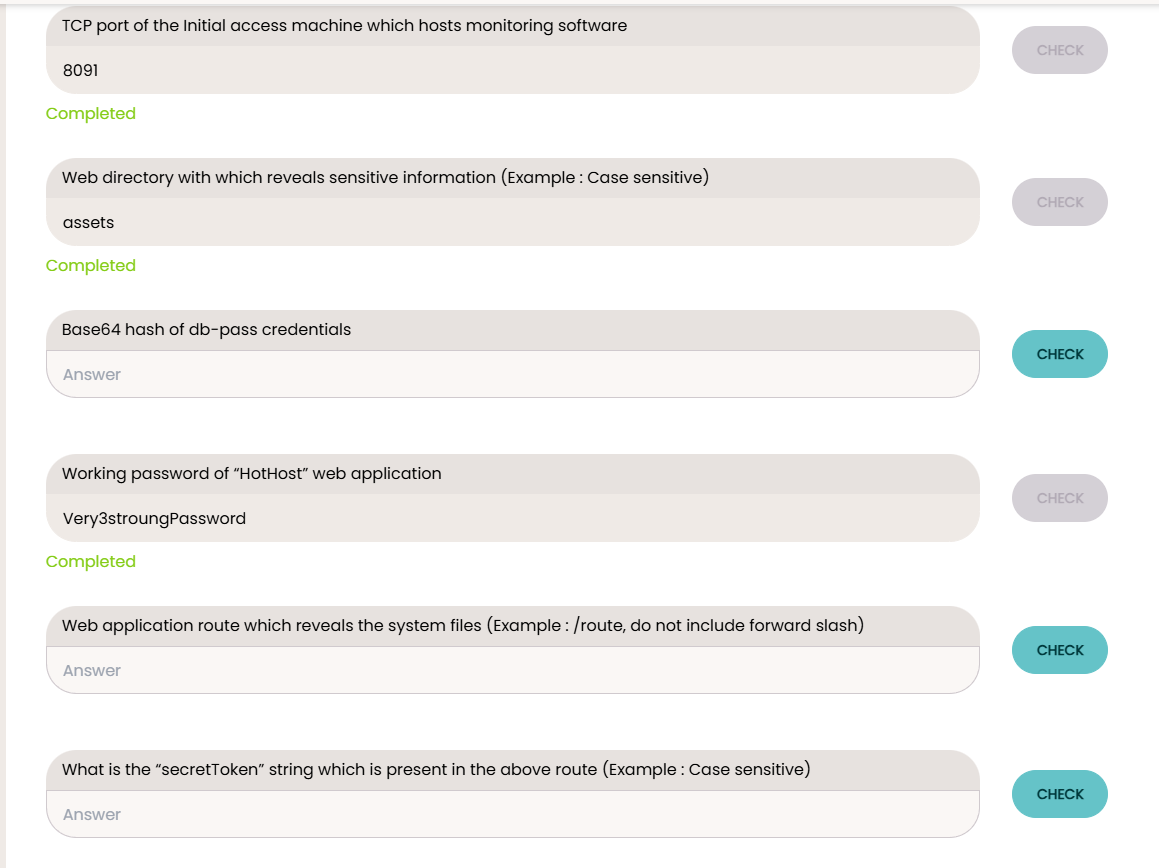 TCP port of the Initial access machine which hosts monitoring software
8091
CHECK
Completed
Web directory with which reveals sensitive information (Example : Case sensitive)
assets
CHECK
Completed
Base64 hash of db-pass credentials
Answer
CHECK
Working password of “HotHost” web application
Very3stroungPassword
CHECK
Completed
Web application route which reveals the system files (Example : /route, do not include forward slash)
Answer
CHECK
What is the “secretToken” string which is present in the above route (Example : Case sensitive)
Answer
CHECK